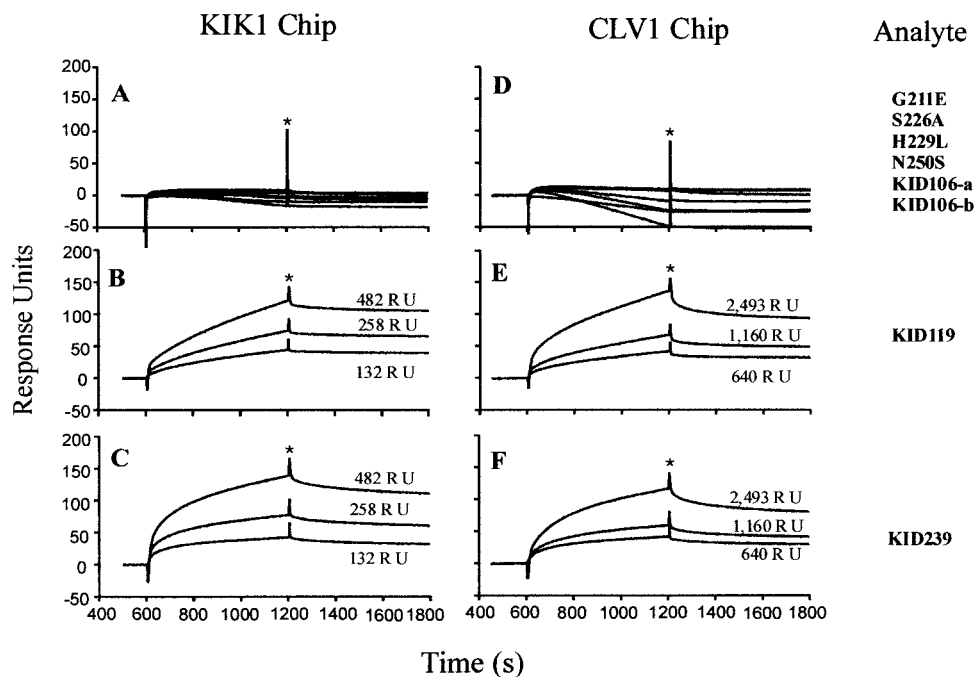 KIK1 Chip
CLV1 Chip
Analyte
Response Units
200
150
100
50
0
-50
A
*
D
*
G211E
S226A
H229L
N250S
KID106-a
KID106-b
200
150
100
50
0
-50
B
*
482 R U
258 R U
132 R U
E
*
2,493 R U
1,160 R U
640 R U
KID119
200
150
100
50
0
-50
C
*
482 R U
258 R U
132 R U
F
*
2,493 R U
1,160 R U
640 R U
KID239
400 600 800 1000 1200 1400 1600 1800
400 600 800 1000 1200 1400 1600 1800
Time (s)